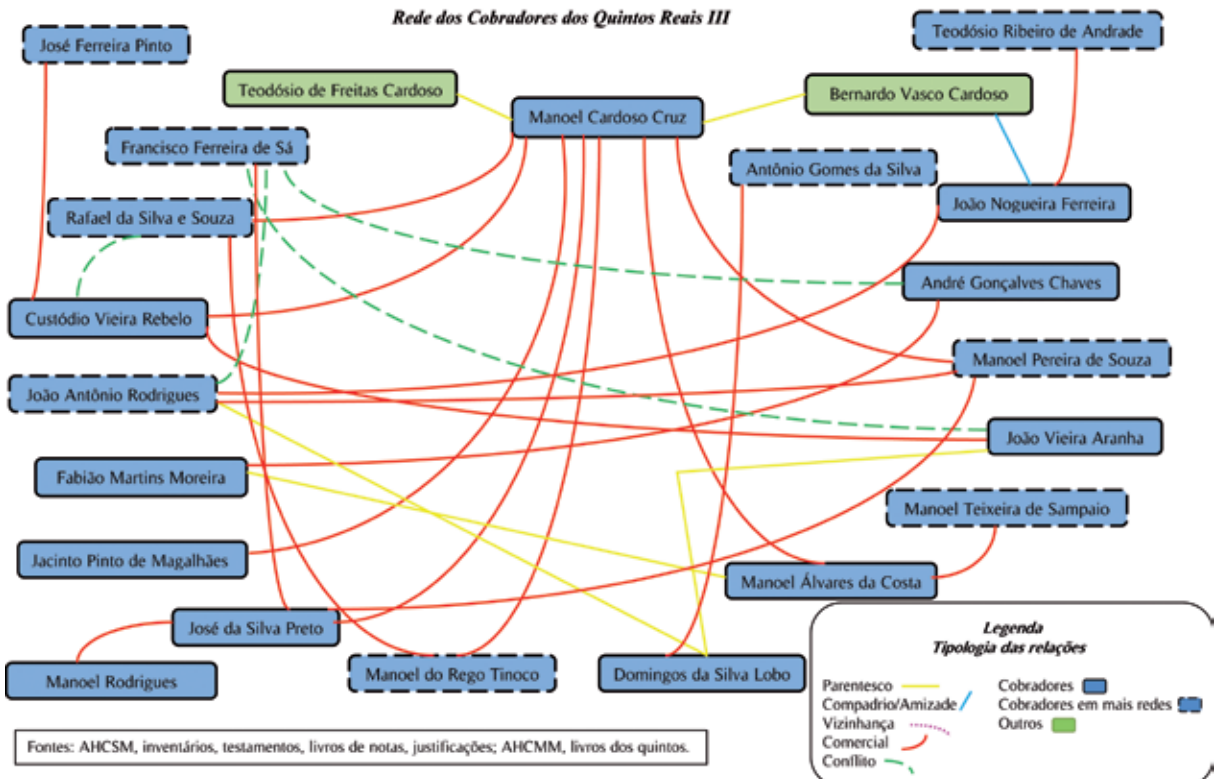 Rede dos Cobradores dos Quintos Reais III
José Ferreira Pinto
Teodósio Ribeiro de Andrade
Teodósio de Freitas Cardoso
Bernardo Vasco Cardoso
Manoel Cardoso Cruz
Francisco Ferreira de Sá
Antônio Gomes da Silva
Rafael da Silva e Souza
João Nogueira Ferreira
André Gonçalves Chaves
Custódio Vieira Rebelo
Manoel Pereira de Souza
João Antônio Rodrigues
João Vieira Aranha
Fabião Martins Moreira
Manoel Teixeira de Sampaio
Jacinto Pinto de Magalhães
Manoel Álvares da Costa
José da Silva Preto
Manoel Rodrigues
Manoel do Rego Tinoco
Domingos da Silva Lobo
Legenda
Tipologia das relações
Parentesco
Compadrio/Amizade
Vizinhança
Comercial
Conflito
Cobradores
Cobradores em mais redes
Outros
Fontes: AHCSM, inventários, testamentos, livros de notas, justificações; AHCMM, livros dos quintos.